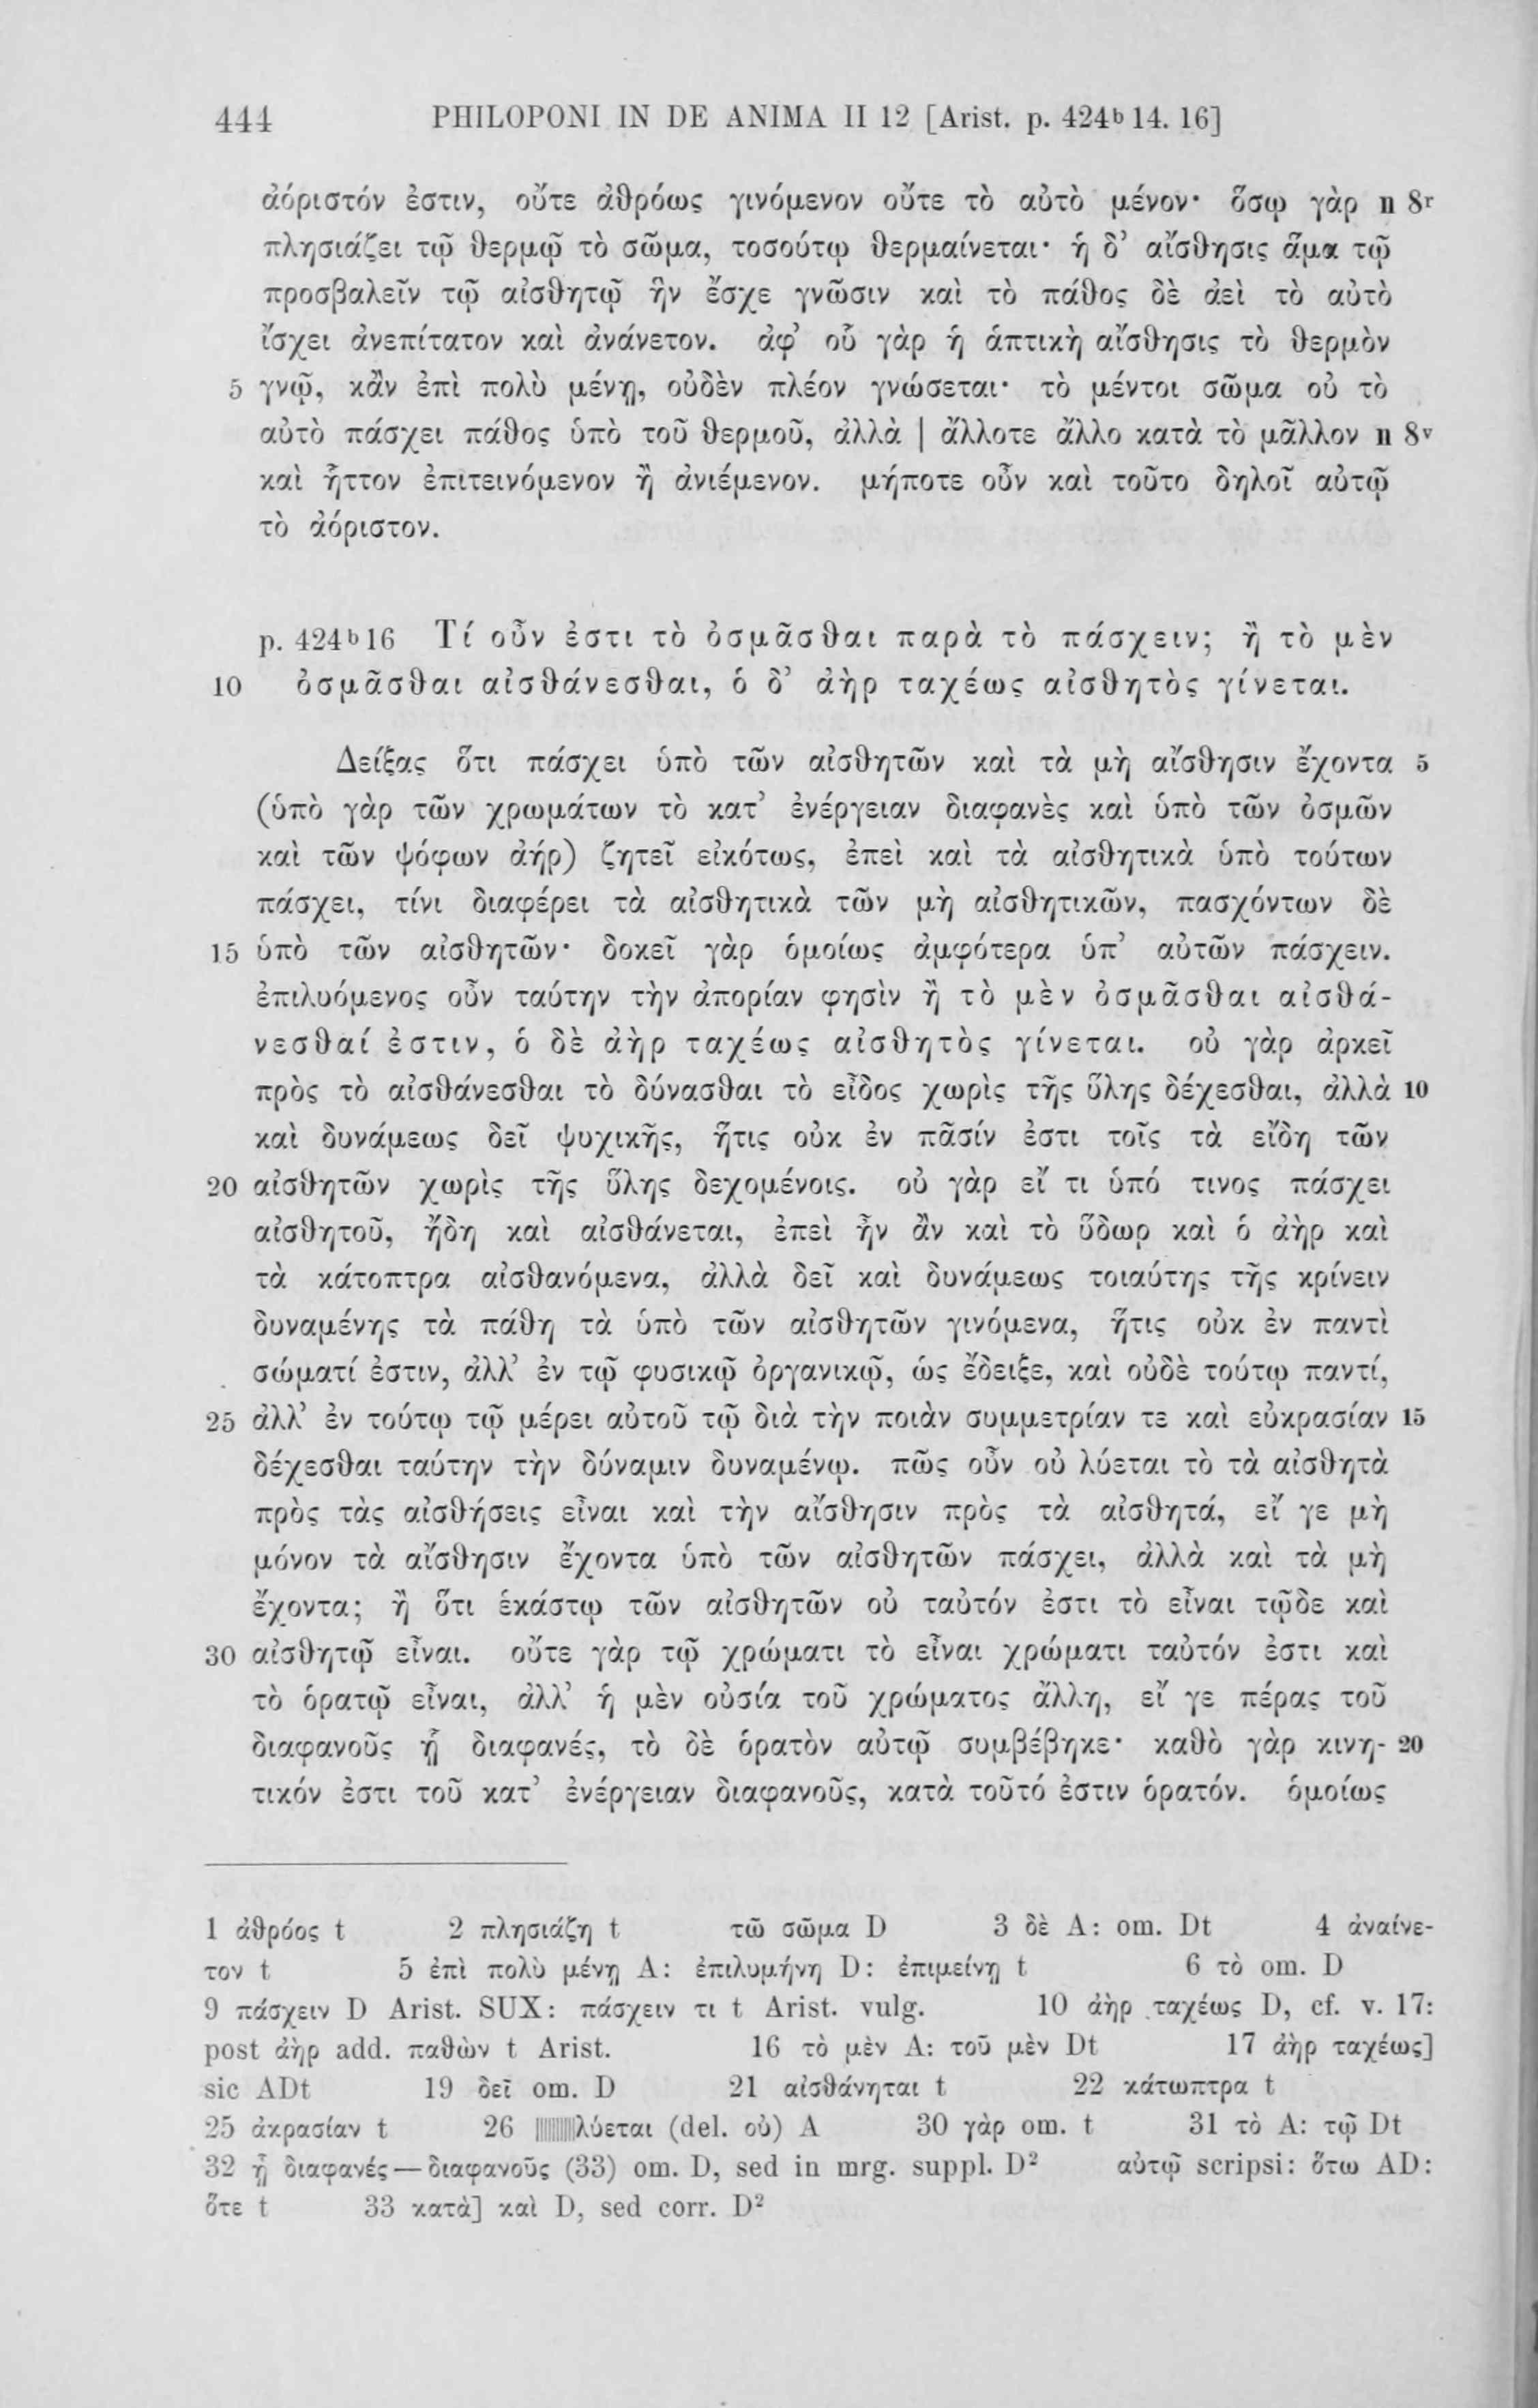 444 PHILOPONI IN DE ANIMA II 12 [Arist. p. 424ᵇ 14. 16]
ἀόριστόν ἐστιν, οὔτε ἀθρόως γινόμενον οὔτε τὸ αὐτὸ μένον· ὅσῳ γὰρ n 8ʳ
πλησιάζει τῷ θερμῷ τὸ σῶμα, τοσούτῳ θερμαίνεται· ἡ δ’ αἴσθησις ἅμα τῷ
προσβαλεῖν τῷ αἰσθητῷ ἣν ἔσχε γνῶσιν καὶ τὸ πάθος δὲ ἀεὶ τὸ αὐτὸ
ἴσχει ἀνεπίτατον καὶ ἀνάνετον. ἀφ’ οὗ γὰρ ἡ ἁπτικὴ αἴσθησις τὸ θερμὸν
5 γνῷ, κἂν ἐπὶ πολὺ μένῃ, οὐδὲν πλέον γνώσεται· τὸ μέντοι σῶμα οὐ τὸ
αὐτὸ πάσχει πάθος ὑπὸ τοῦ θερμοῦ, ἀλλὰ | ἄλλοτε ἄλλο κατὰ τὸ μᾶλλον n 8ᵛ
καὶ ἧττον ἐπιτεινόμενον ἢ ἀνιέμενον. μήποτε οὖν καὶ τοῦτο δηλοῖ αὐτῷ
τὸ ἀόριστον.
p. 424ᵇ16 Τί οὖν ἐστι τὸ ὀσμᾶσθαι παρὰ τὸ πάσχειν; ἢ τὸ μὲν
10 ὀσμᾶσθαι αἰσθάνεσθαι, ὁ δ’ ἀὴρ ταχέως αἰσθητὸς γίνεται.
Δείξας ὅτι πάσχει ὑπὸ τῶν αἰσθητῶν καὶ τὰ μὴ αἴσθησιν ἔχοντα 5
(ὑπὸ γὰρ τῶν χρωμάτων τὸ κατ’ ἐνέργειαν διαφανὲς καὶ ὑπὸ τῶν ὀσμῶν
καὶ τῶν ψόφων ἀήρ) ζητεῖ εἰκότως, ἐπεὶ καὶ τὰ αἰσθητικὰ ὑπὸ τούτων
πάσχει, τίνι διαφέρει τὰ αἰσθητικὰ τῶν μὴ αἰσθητικῶν, πασχόντων δὲ
15 ὑπὸ τῶν αἰσθητῶν· δοκεῖ γὰρ ὁμοίως ἀμφότερα ὑπ’ αὐτῶν πάσχειν.
ἐπιλυόμενος οὖν ταύτην τὴν ἀπορίαν φησὶν ἢ τὸ μὲν ὀσμᾶσθαι αἰσθά-
νεσθαί ἐστιν, ὁ δὲ ἀὴρ ταχέως αἰσθητὸς γίνεται. οὐ γὰρ ἀρκεῖ
πρὸς τὸ αἰσθάνεσθαι τὸ δύνασθαι τὸ εἶδος χωρὶς τῆς ὕλης δέχεσθαι, ἀλλὰ 10
καὶ δυνάμεως δεῖ ψυχικῆς, ἥτις οὐκ ἐν πᾶσίν ἐστι τοῖς τὰ εἴδη τῶν
20 αἰσθητῶν χωρὶς τῆς ὕλης δεχομένοις. οὐ γὰρ εἴ τι ὑπό τινος πάσχει
αἰσθητοῦ, ἤδη καὶ αἰσθάνεται, ἐπεὶ ἦν ἂν καὶ τὸ ὕδωρ καὶ ὁ ἀὴρ καὶ
τὰ κάτοπτρα αἰσθανόμενα, ἀλλὰ δεῖ καὶ δυνάμεως τοιαύτης τῆς κρίνειν
δυναμένης τὰ πάθη τὰ ὑπὸ τῶν αἰσθητῶν γινόμενα, ἥτις οὐκ ἐν παντὶ
σώματί ἐστιν, ἀλλ’ ἐν τῷ φυσικῷ ὀργανικῷ, ὡς ἔδειξε, καὶ οὐδὲ τούτῳ παντί,
25 ἀλλ’ ἐν τούτῳ τῷ μέρει αὐτοῦ τῷ διὰ τὴν ποιὰν συμμετρίαν τε καὶ εὐκρασίαν 15
δέχεσθαι ταύτην τὴν δύναμιν δυναμένῳ. πῶς οὖν οὐ λύεται τὸ τὰ αἰσθητὰ
πρὸς τὰς αἰσθήσεις εἶναι καὶ τὴν αἴσθησιν πρὸς τὰ αἰσθητά, εἴ γε μὴ
μόνον τὰ αἴσθησιν ἔχοντα ὑπὸ τῶν αἰσθητῶν πάσχει, ἀλλὰ καὶ τὰ μὴ
ἔχοντα; ἢ ὅτι ἑκάστῳ τῶν αἰσθητῶν οὐ ταὐτόν ἐστι τὸ εἶναι τῷδε καὶ
30 αἰσθητῷ εἶναι. οὔτε γὰρ τῷ χρώματι τὸ εἶναι χρώματι ταὐτόν ἐστι καὶ
τὸ ὁρατῷ εἶναι, ἀλλ’ ἡ μὲν οὐσία τοῦ χρώματος ἄλλη, εἴ γε πέρας τοῦ
διαφανοῦς ᾗ διαφανές, τὸ δὲ ὁρατὸν αὐτῷ συμβέβηκε· καθὸ γὰρ κινη- 20
τικόν ἐστι τοῦ κατ’ ἐνέργειαν διαφανοῦς, κατὰ τοῦτό ἐστιν ὁρατόν. ὁμοίως
1 ἀθρόος t 2 πλησιάζη t τῶ σῶμα D 3 δὲ A: om. Dt 4 ἀναίνε-
τον t 5 ἐπὶ πολὺ μένῃ A: ἐπιλυμήνη D: ἐπιμείνῃ t 6 τὸ om. D
9 πάσχειν D Arist. SUX: πάσχειν τι t Arist. vulg. 10 ἀὴρ ταχέως D, cf. v. 17:
post ἀὴρ add. παθὼν t Arist. 16 τὸ μὲν A: τοῦ μὲν Dt 17 ἀὴρ ταχέως]
sic ADt 19 δεῖ om. D 21 αἰσθάνηται t 22 κάτωπτρα t
25 ἀκρασίαν t 26 λύεται (del. οὐ) A 30 γὰρ om. t 31 τὸ A: τῷ Dt
32 ᾗ διαφανές — διαφανοῦς (33) om. D, sed in mrg. suppl. D² αὐτῷ scripsi: ὅτω AD:
ὅτε t 33 κατὰ] καὶ D, sed corr. D²